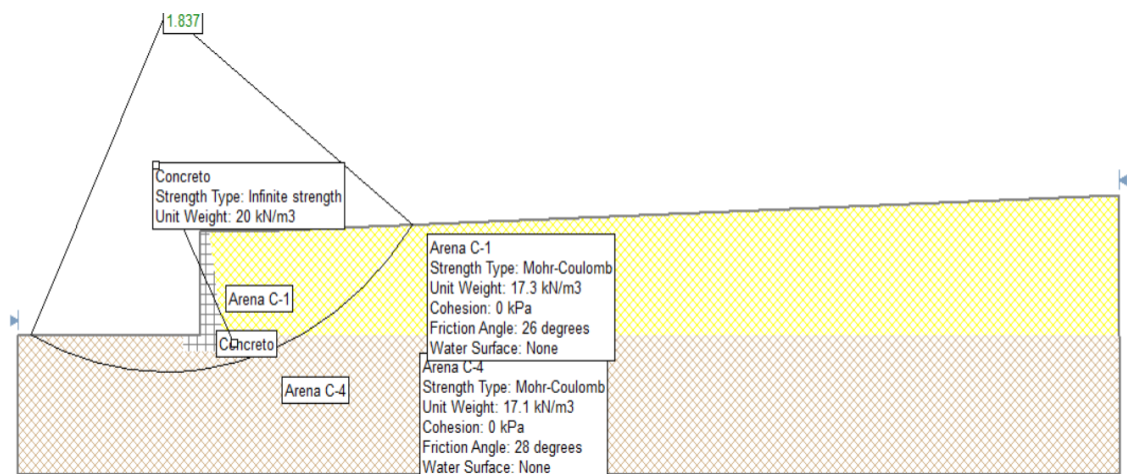 1.837
Concreto
Strength Type: Infinite strength
Unit Weight: 20 kN/m3
Arena C-1
Strength Type: Mohr-Coulomb
Unit Weight: 17.3 kN/m3
Cohesion: 0 kPa
Friction Angle: 26 degrees
Water Surface: None
Arena C-1
Concreto
Arena C-4
Strength Type: Mohr-Coulomb
Unit Weight: 17.1 kN/m3
Cohesion: 0 kPa
Friction Angle: 28 degrees
Water Surface: None
Arena C-4